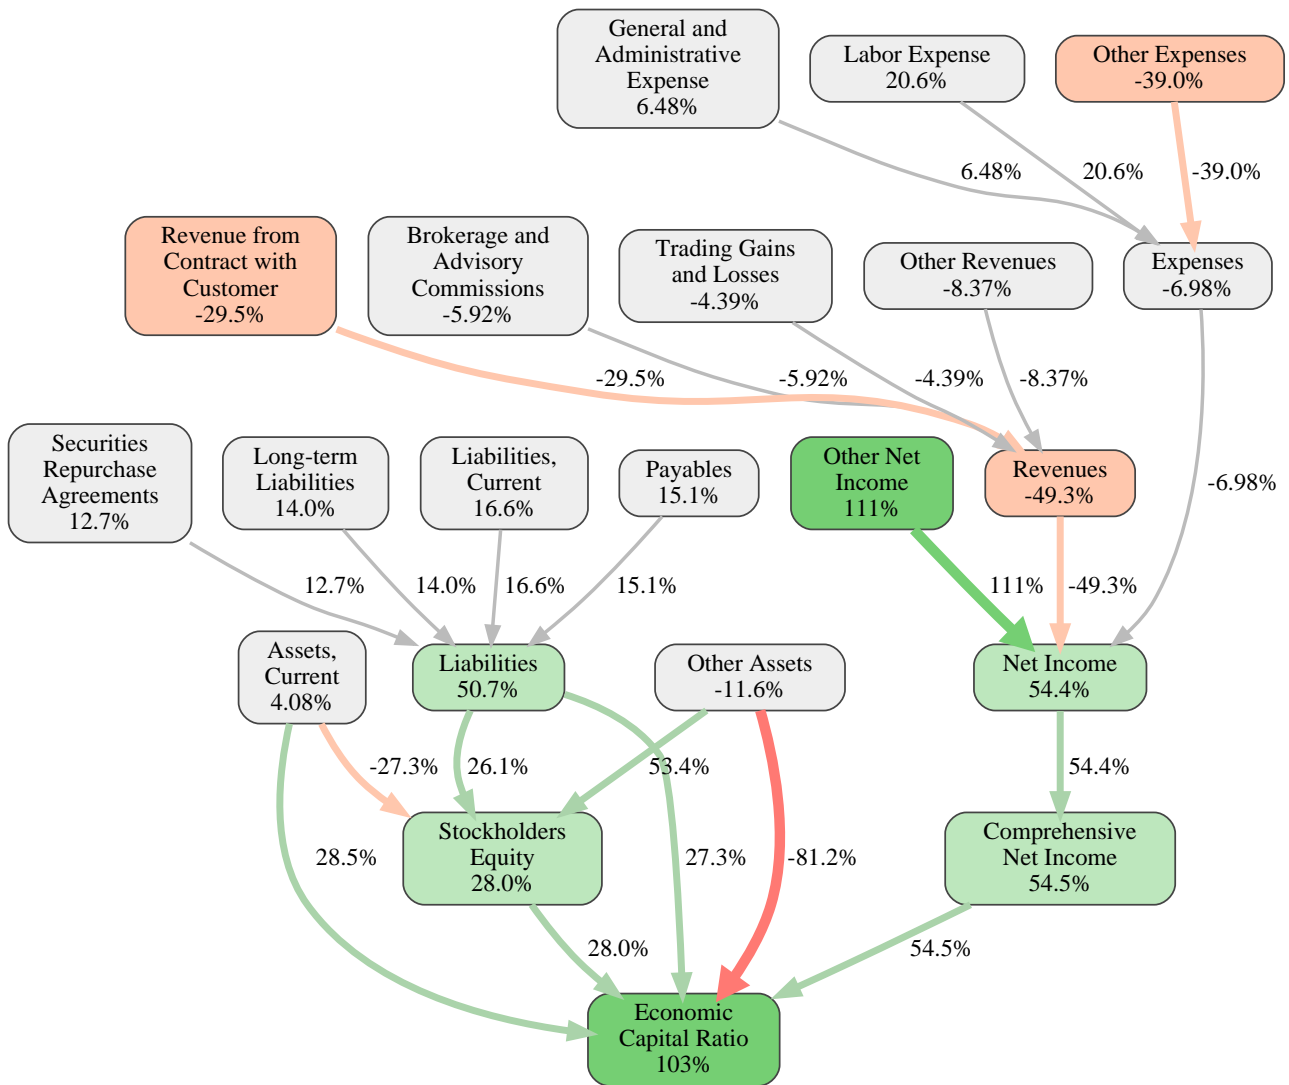 General and
Administrative
Expense
6.48%
Labor Expense
20.6%
Other Expenses
-39.0%
6.48%
20.6%
-39.0%
Revenue from
Contract with
Customer
-29.5%
Brokerage and
Advisory
Commissions
-5.92%
Trading Gains
and Losses
-4.39%
Other Revenues
-8.37%
Expenses
-6.98%
-29.5%
-5.92%
-4.39%
-8.37%
Securities
Repurchase
Agreements
12.7%
Long-term
Liabilities
14.0%
Liabilities,
Current
16.6%
Payables
15.1%
Other Net
Income
111%
Revenues
-49.3%
-6.98%
12.7%
14.0%
16.6%
15.1%
111%
-49.3%
Assets,
Current
4.08%
Liabilities
50.7%
Other Assets
-11.6%
Net Income
54.4%
-27.3%
26.1%
53.4%
54.4%
28.5%
Stockholders
Equity
28.0%
27.3%
-81.2%
Comprehensive
Net Income
54.5%
28.0%
54.5%
Economic
Capital Ratio
103%